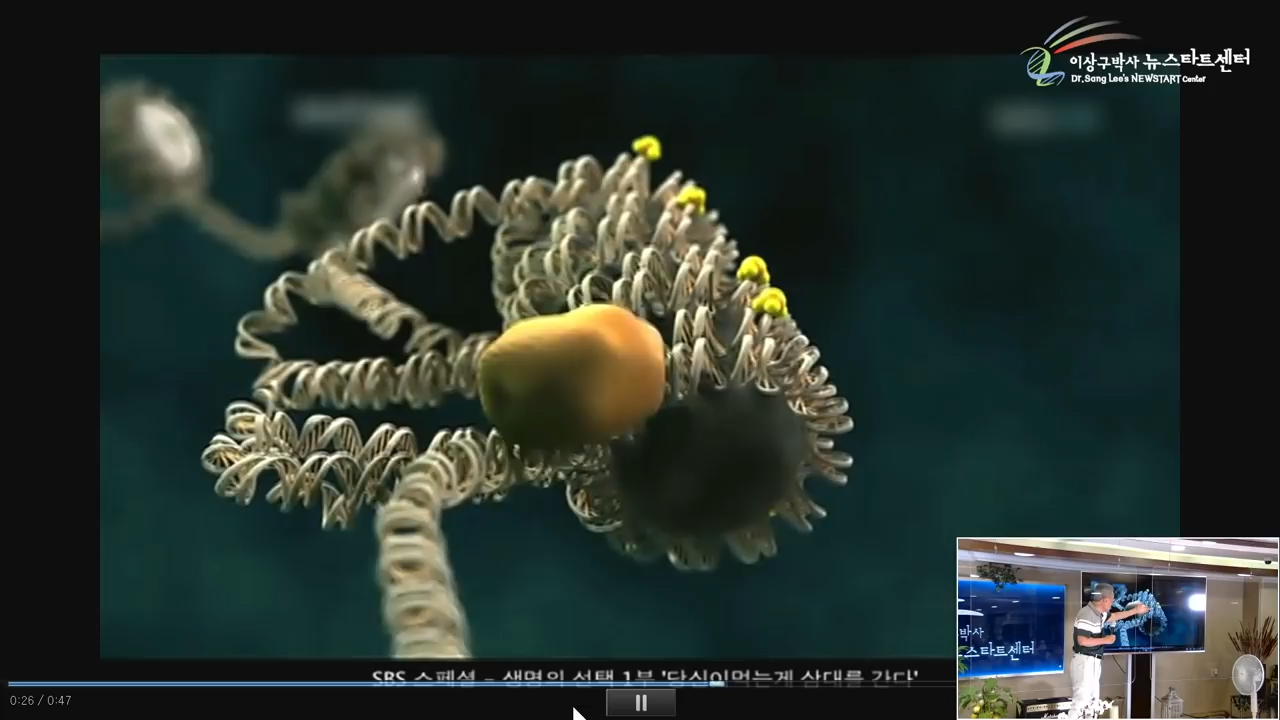 이상구박사 뉴스타트센터
Dr. Sang Lee's NEWSTART Center
SBS 스페셜 - 생명의 선택 1부 '당신이먹는게 삼대를 간다'
박사
스타트센터
0:26 / 0:47